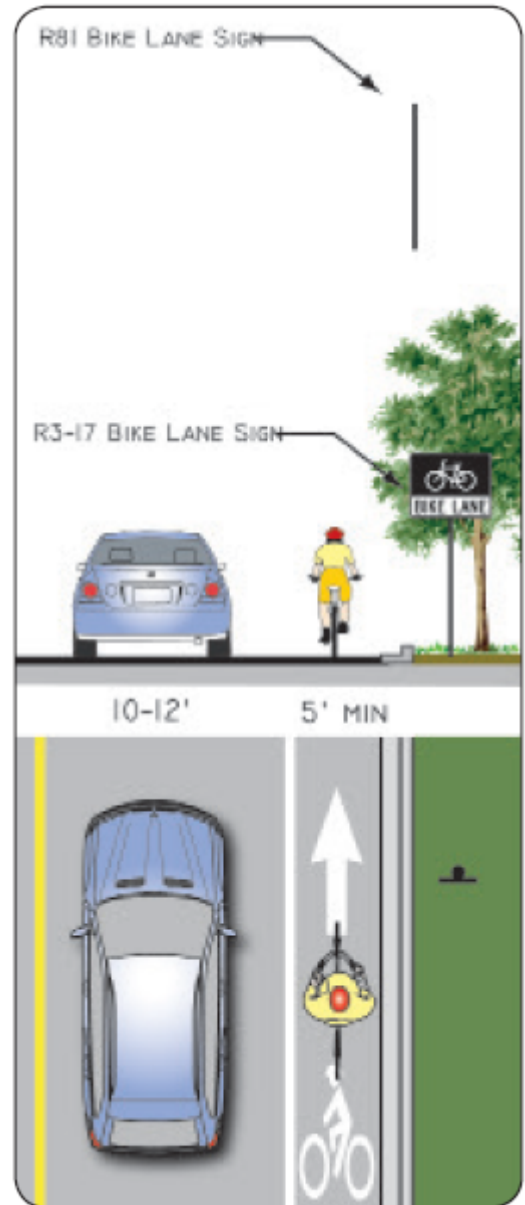 R81 BIKE LANE SIGN
R3-17 BIKE LANE SIGN
BIKE LANE
10-12'
5' MIN